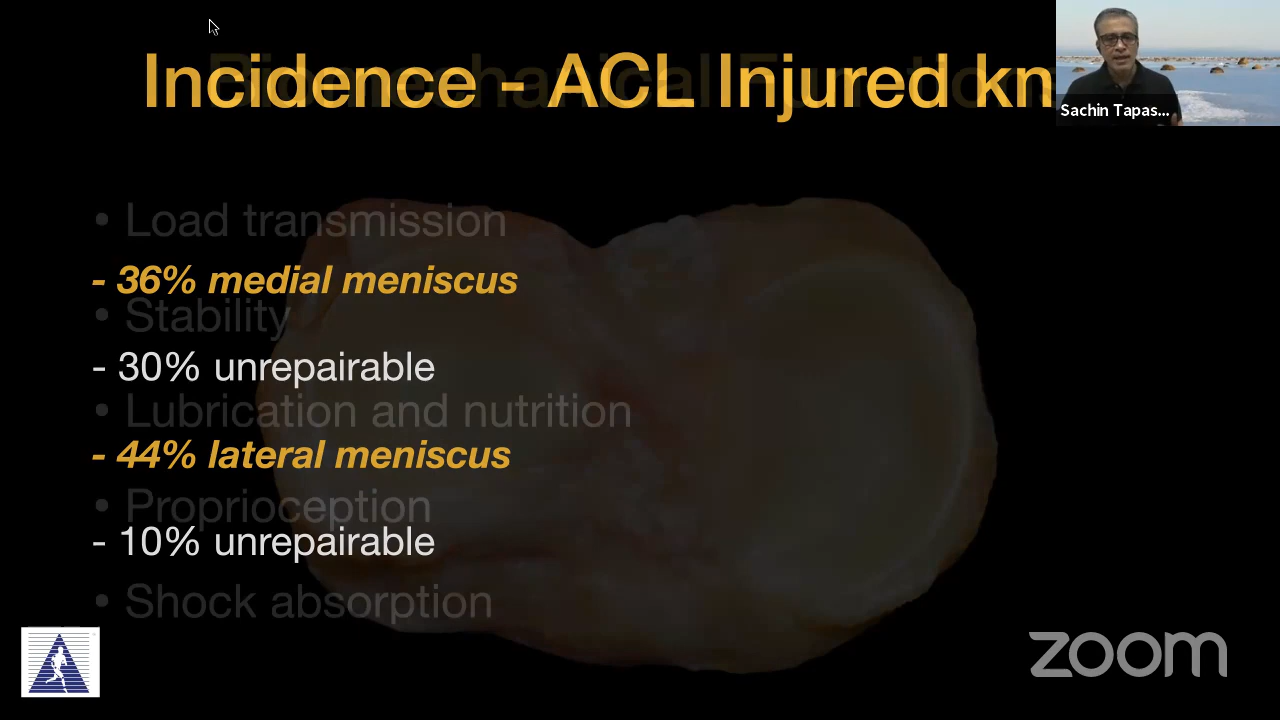 Incidence - ACL Injured kn
Sachin Tapas...
• Load transmission
- 36% medial meniscus
• Stability
- 30% unrepairable
• Lubrication and nutrition
- 44% lateral meniscus
• Proprioception
- 10% unrepairable
• Shock absorption
zoom